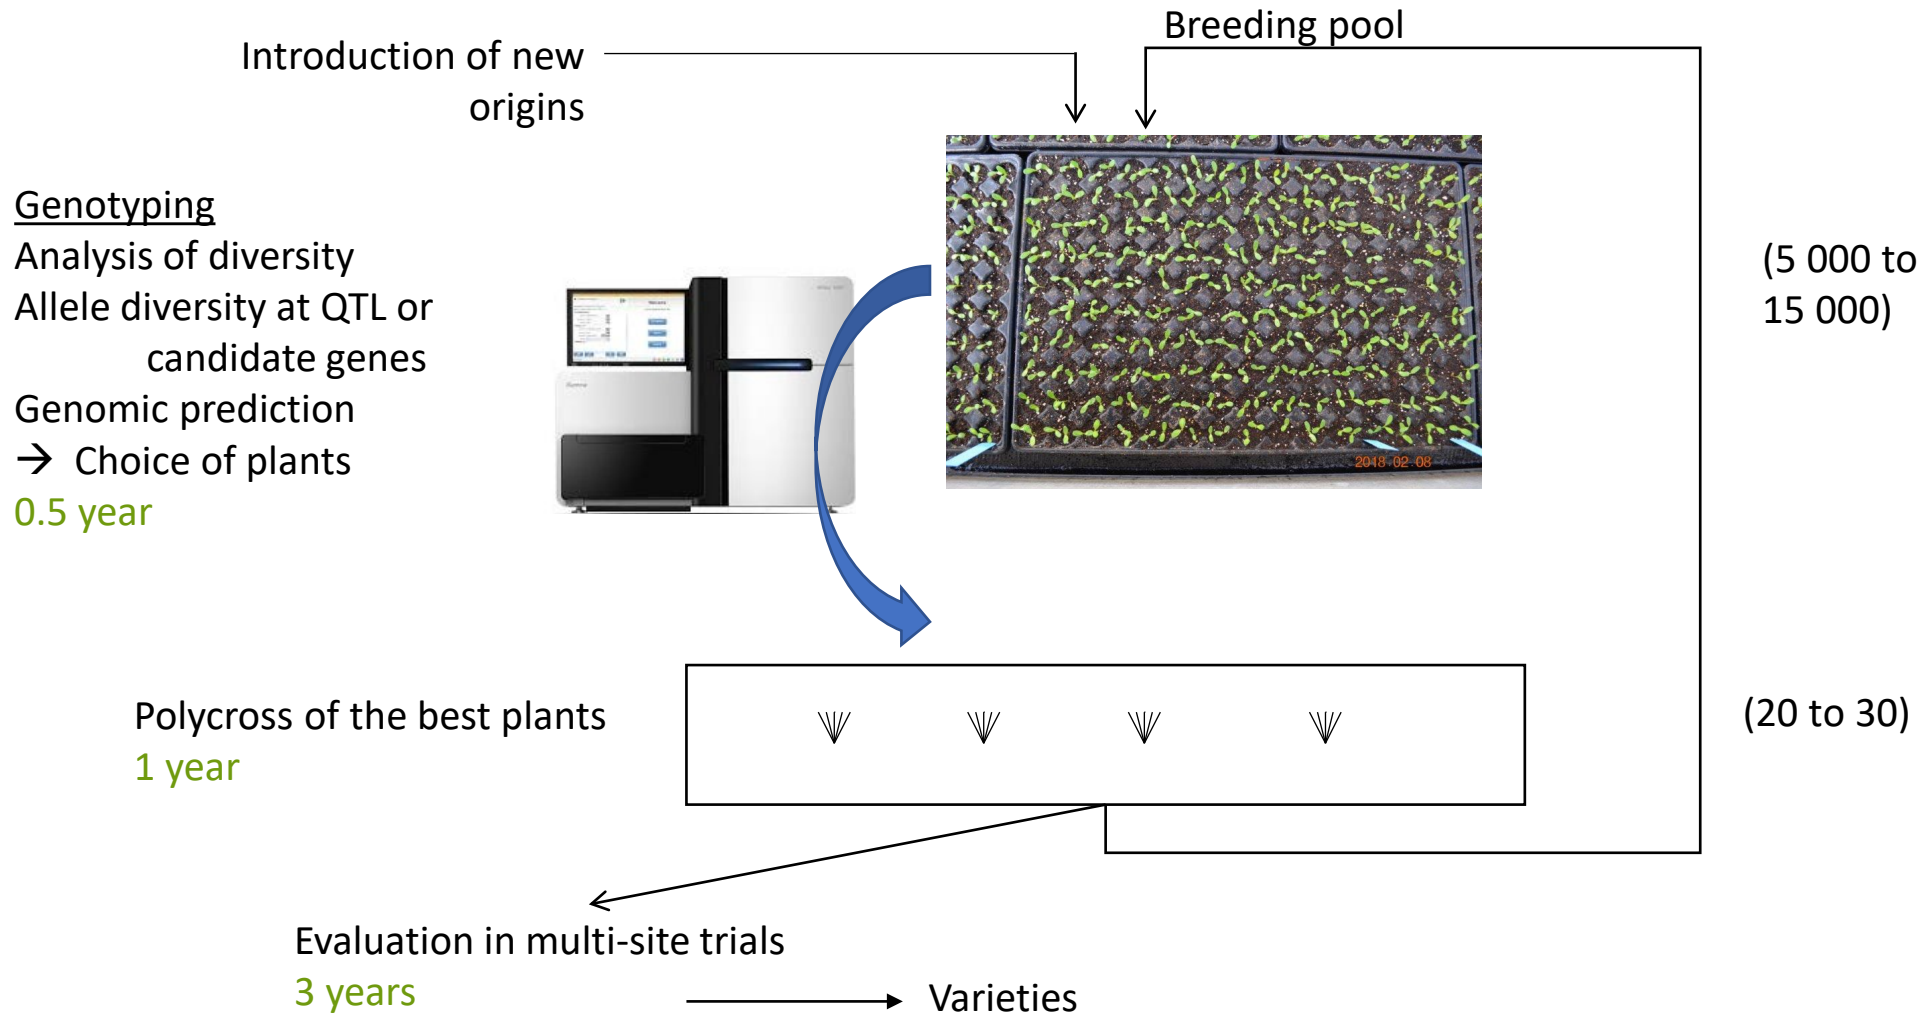 Breeding pool
Introduction of new
origins
Genotyping
Analysis of diversity
Allele diversity at QTL or
candidate genes
Genomic prediction
→ Choice of plants
0.5 year
(5 000 to
15 000)
2018.02.08
Polycross of the best plants
1 year
(20 to 30)
Evaluation in multi-site trials
3 years
Varieties